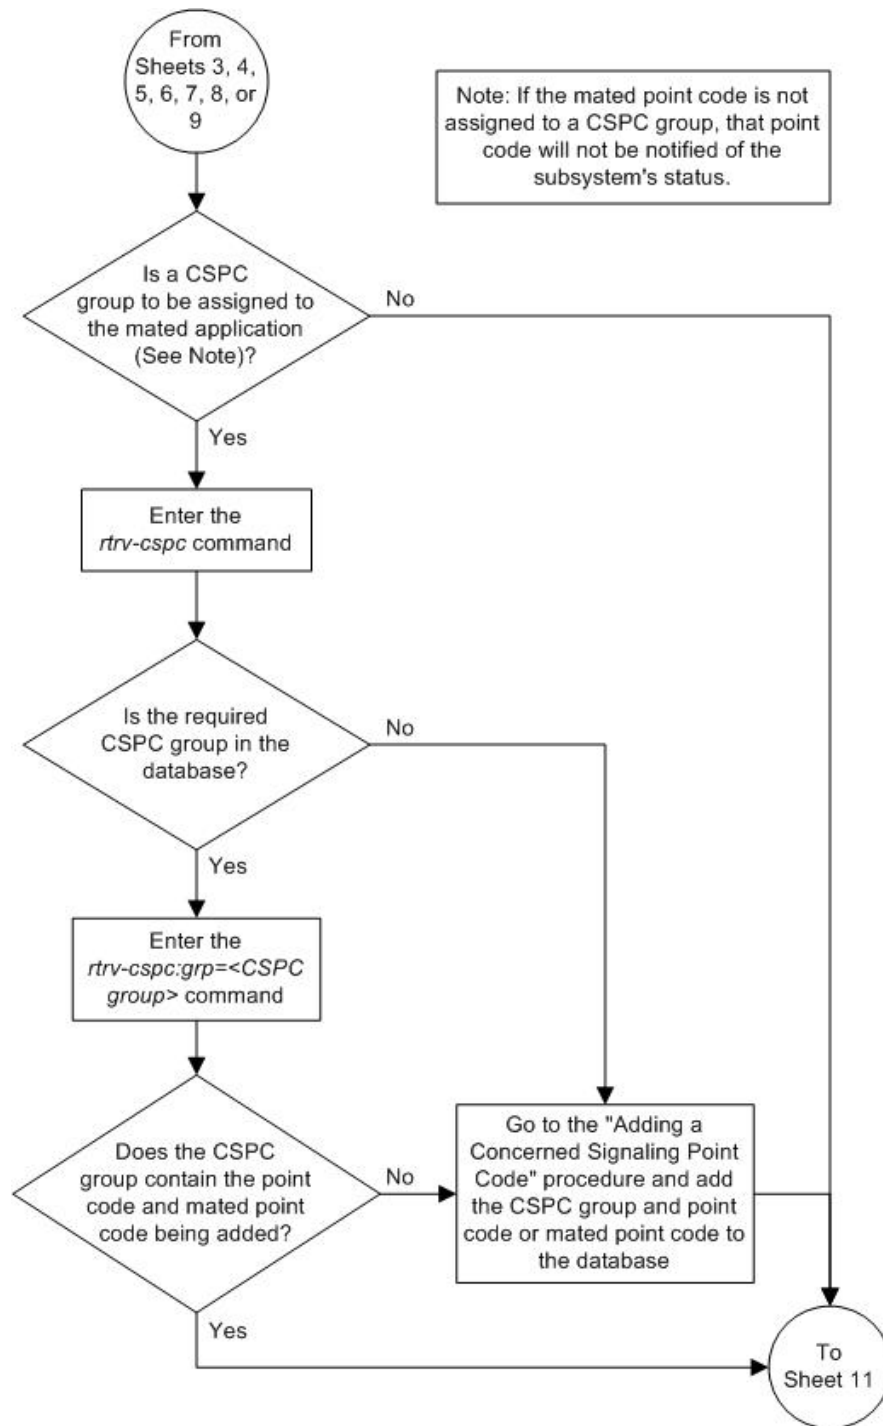 From
Sheets 3, 4,
5, 6, 7, 8, or
9
Note: If the mated point code is not
assigned to a CSPC group, that point
code will not be notified of the
subsystem's status.
Is a CSPC
group to be assigned to
the mated application
(See Note)?
No
Yes
Enter the
rtrv-cspc command
Is the required
CSPC group in the
database?
No
Yes
Enter the
rtrv-cspc:grp=<CSPC
group> command
Does the CSPC
group contain the point
code and mated point
code being added?
No
Go to the "Adding a
Concerned Signaling Point
Code" procedure and add
the CSPC group and point
code or mated point code to
the database
Yes
To
Sheet 11